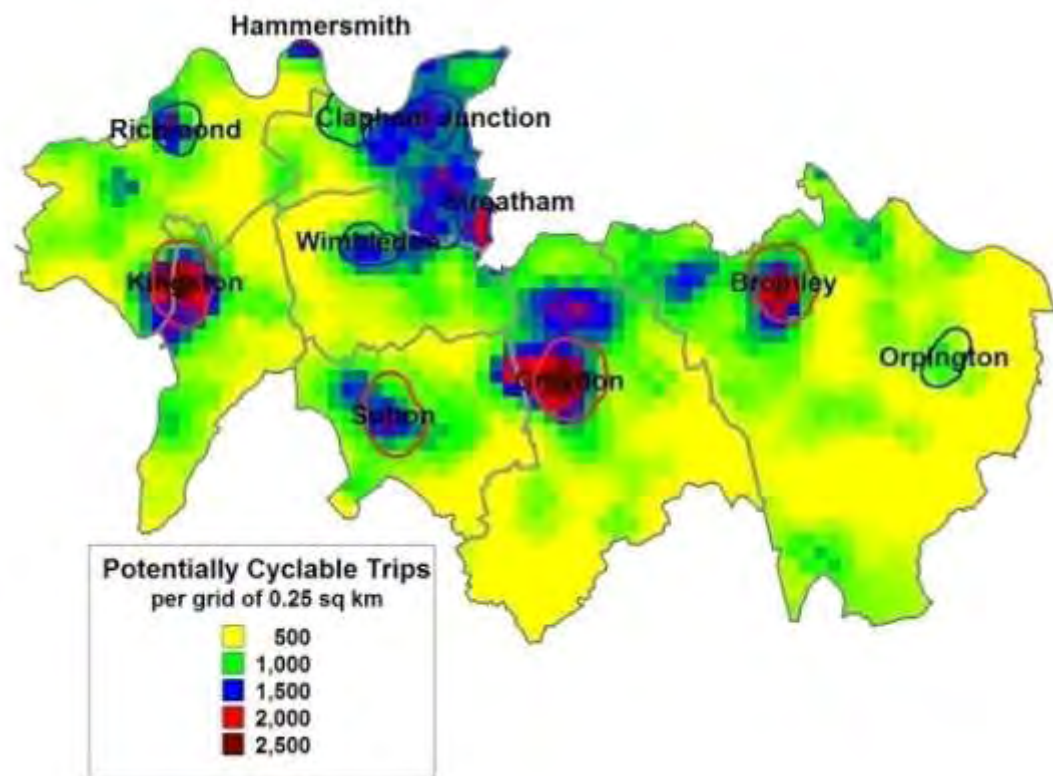 Hammersmith
Richmond
Clapham Junction
Streatham
Wimbledon
Kingston
Bromley
Orpington
Croydon
Sutton
Potentially Cyclable Trips
per grid of 0.25 sq km
500
1,000
1,500
2,000
2,500